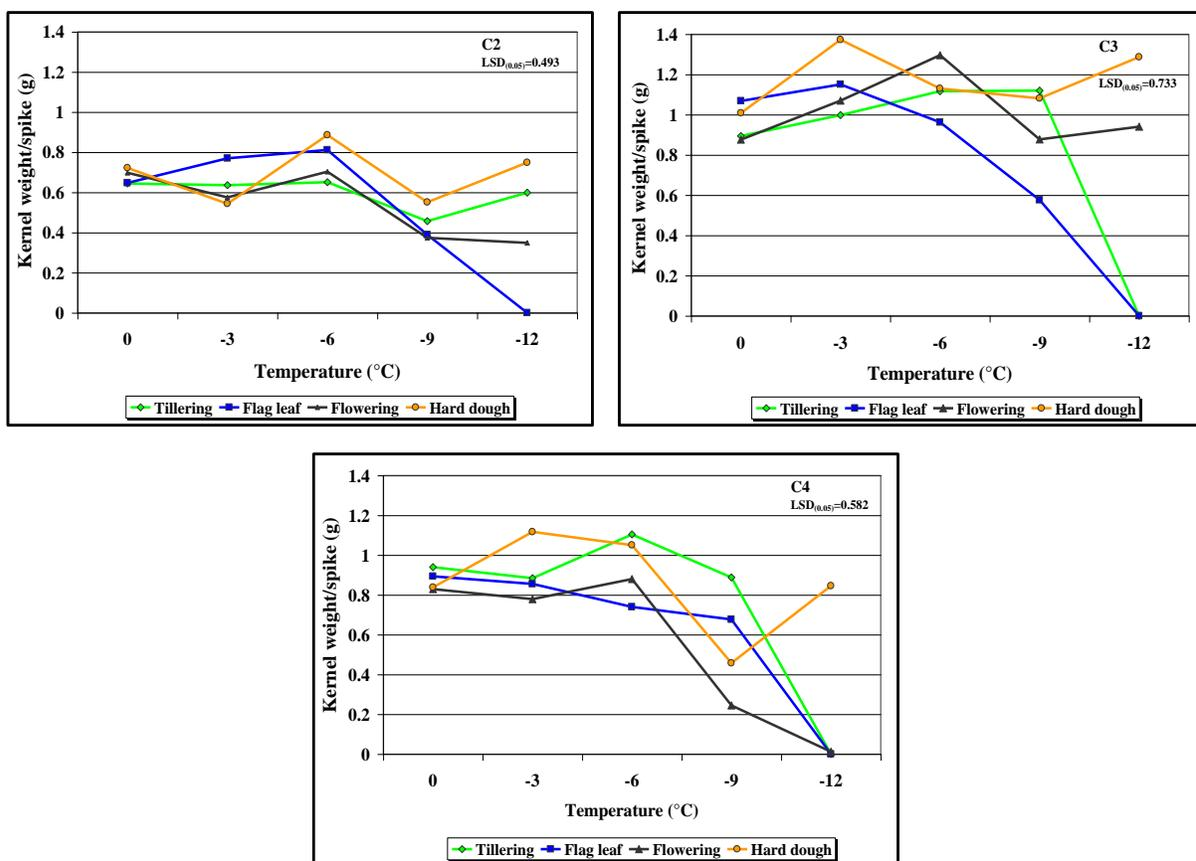 C2
LSD(0.05)=0.493
Kernel weight/spike (g)
1.4
1.2
1
0.8
0.6
0.4
0.2
0
0 -3 -6 -9 -12
Temperature (°C)
Tillering Flag leaf Flowering Hard dough
C3
LSD(0.05)=0.733
Kernel weight/spike (g)
1.4
1.2
1
0.8
0.6
0.4
0.2
0
0 -3 -6 -9 -12
Temperature (°C)
Tillering Flag leaf Flowering Hard dough
C4
LSD(0.05)=0.582
Kernel weight/spike (g)
1.4
1.2
1
0.8
0.6
0.4
0.2
0
0 -3 -6 -9 -12
Temperature (°C)
Tillering Flag leaf Flowering Hard dough